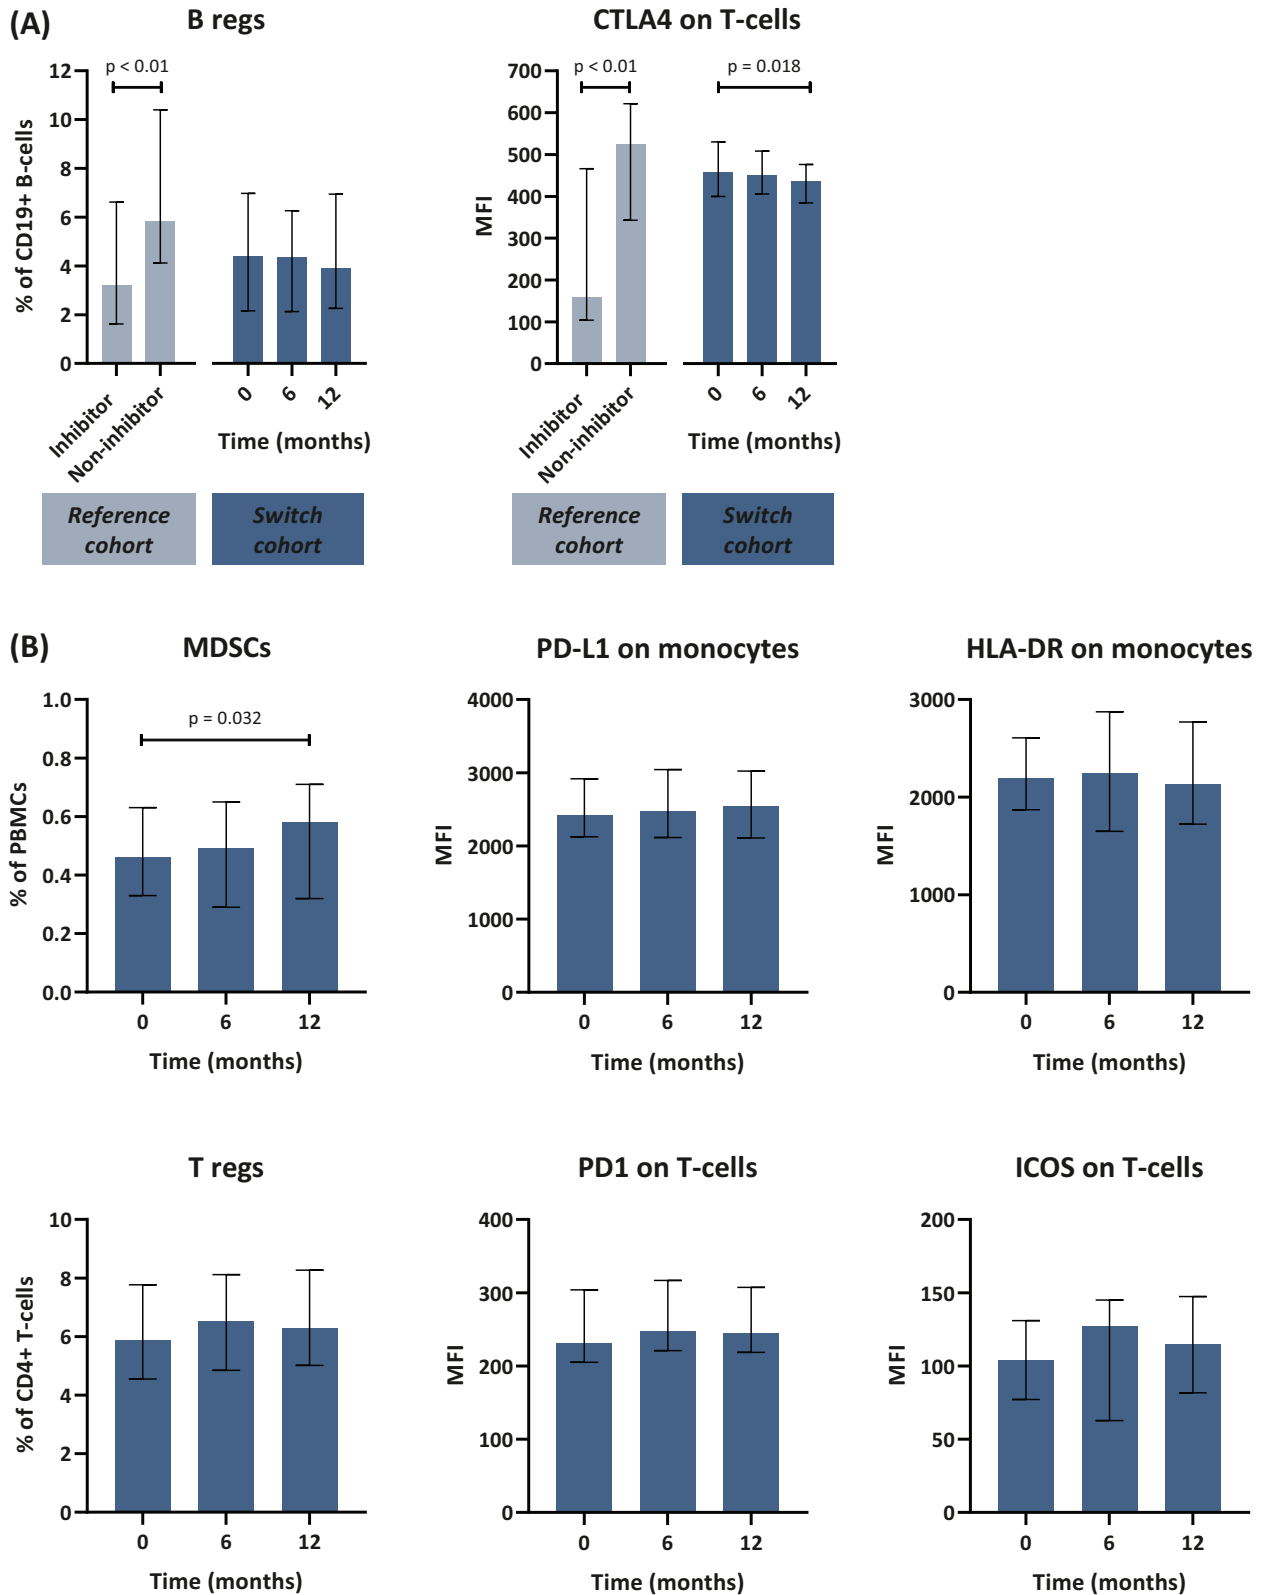 (A)
B regs
CTLA4 on T-cells
% of CD19+ B-cells
12
10
8
6
4
2
0
p < 0.01
Inhibitor
Non-inhibitor
0
6
12
Time (months)
Reference
cohort
Switch
cohort
MFI
700
600
500
400
300
200
100
0
p < 0.01
p = 0.018
Inhibitor
Non-inhibitor
0
6
12
Time (months)
Reference
cohort
Switch
cohort
(B)
MDSCs
% of PBMCs
1.0
0.8
0.6
0.4
0.2
0.0
p = 0.032
0
6
12
Time (months)
PD-L1 on monocytes
MFI
4000
3000
2000
1000
0
0
6
12
Time (months)
HLA-DR on monocytes
MFI
3000
2000
1000
0
0
6
12
Time (months)
T regs
% of CD4+ T-cells
10
8
6
4
2
0
0
6
12
Time (months)
PD1 on T-cells
MFI
400
300
200
100
0
0
6
12
Time (months)
ICOS on T-cells
MFI
200
150
100
50
0
0
6
12
Time (months)